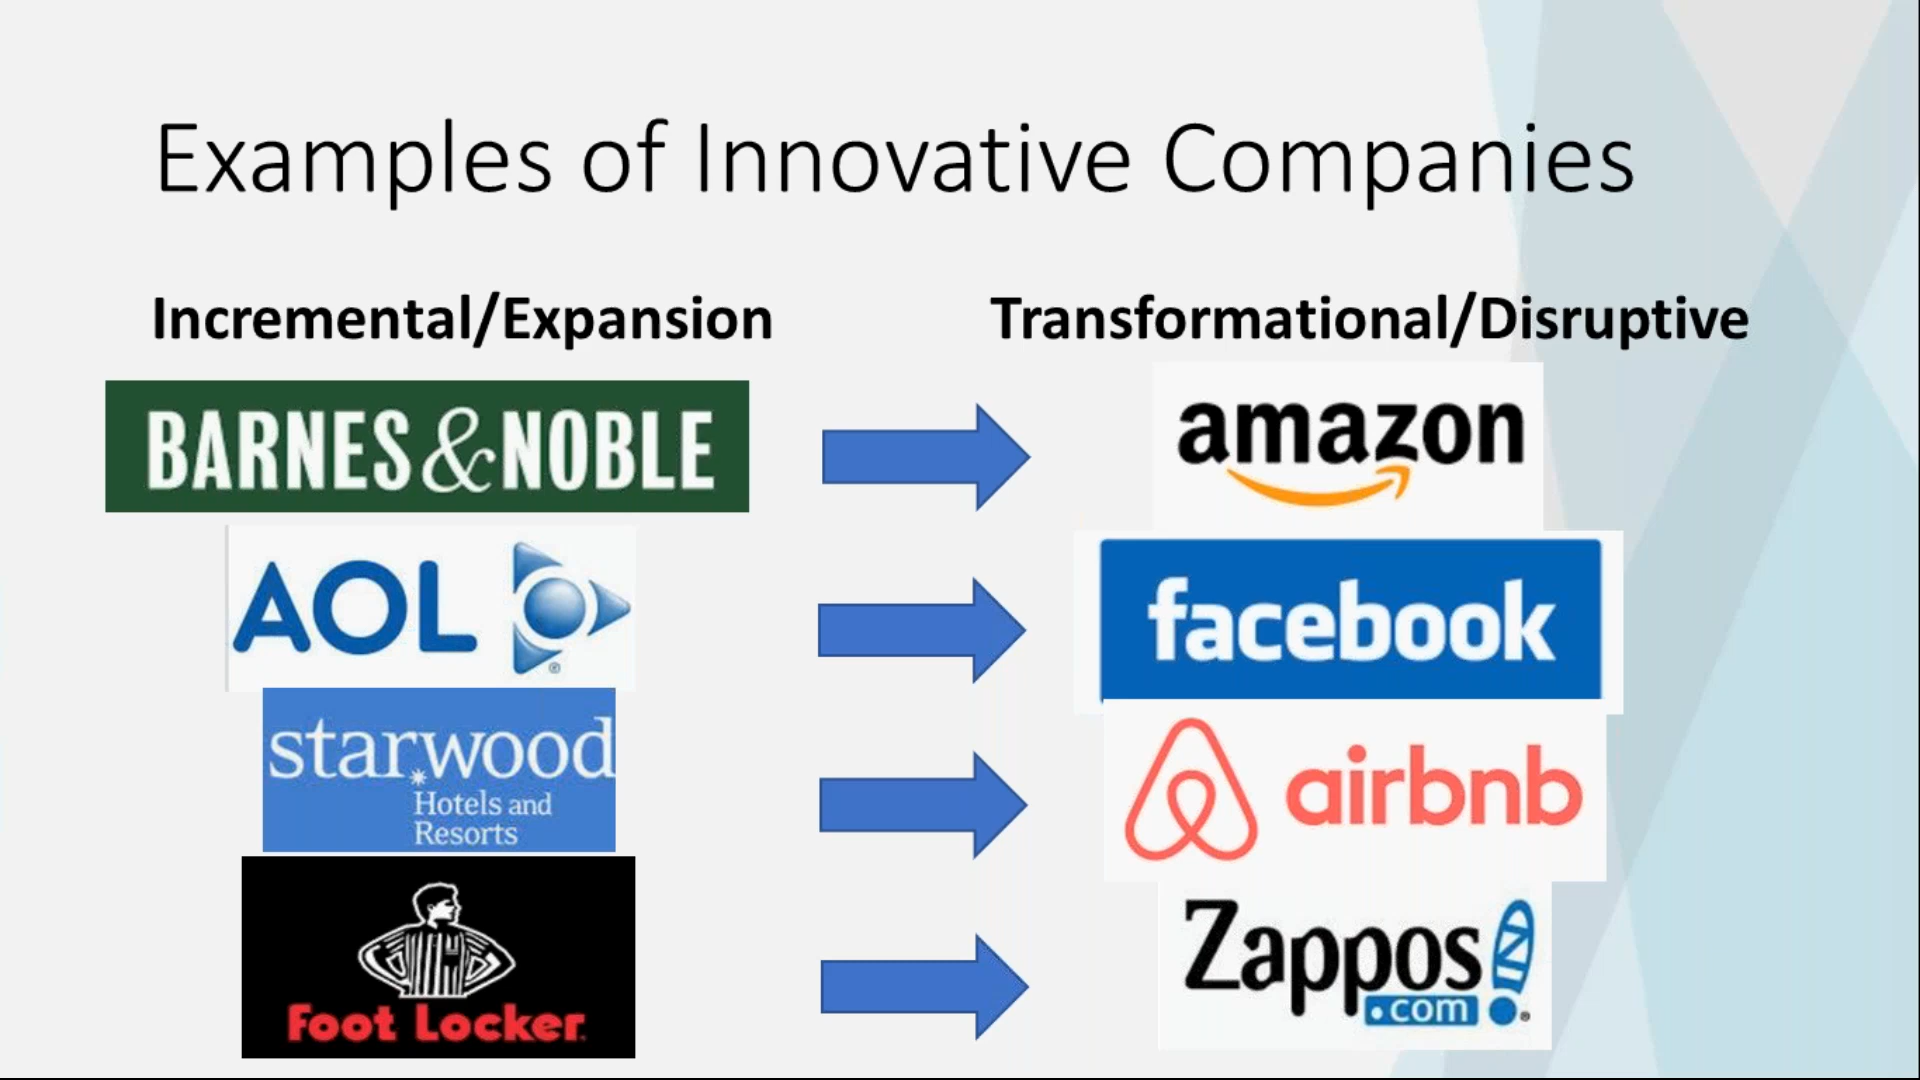 Examples of Innovative Companies
Incremental/Expansion
Transformational/Disruptive
BARNES & NOBLE
amazon
AOL
®
facebook
starwood
Hotels and
Resorts
airbnb
Foot Locker
Zappos
.com ®